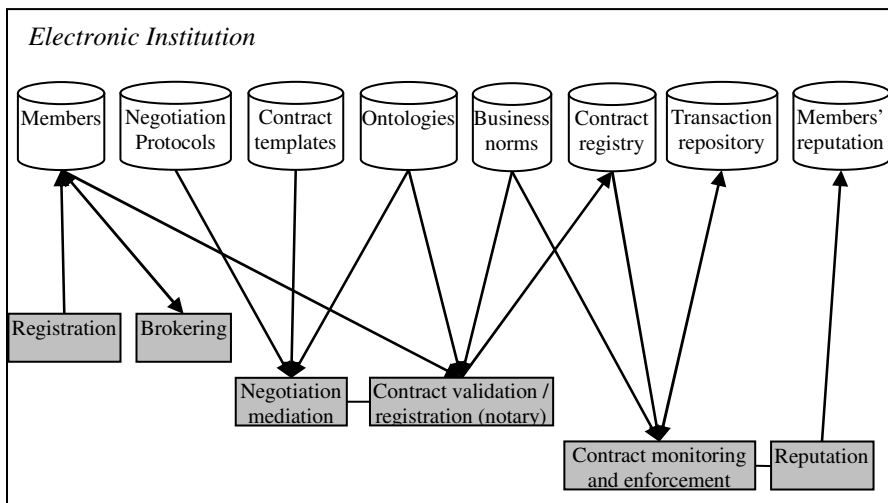 Electronic Institution
Members
Negotiation
Protocols
Contract
templates
Ontologies
Business
norms
Contract
registry
Transaction
repository
Members'
reputation
Registration
Brokering
Negotiation
mediation
Contract validation /
registration (notary)
Contract monitoring
and enforcement
Reputation